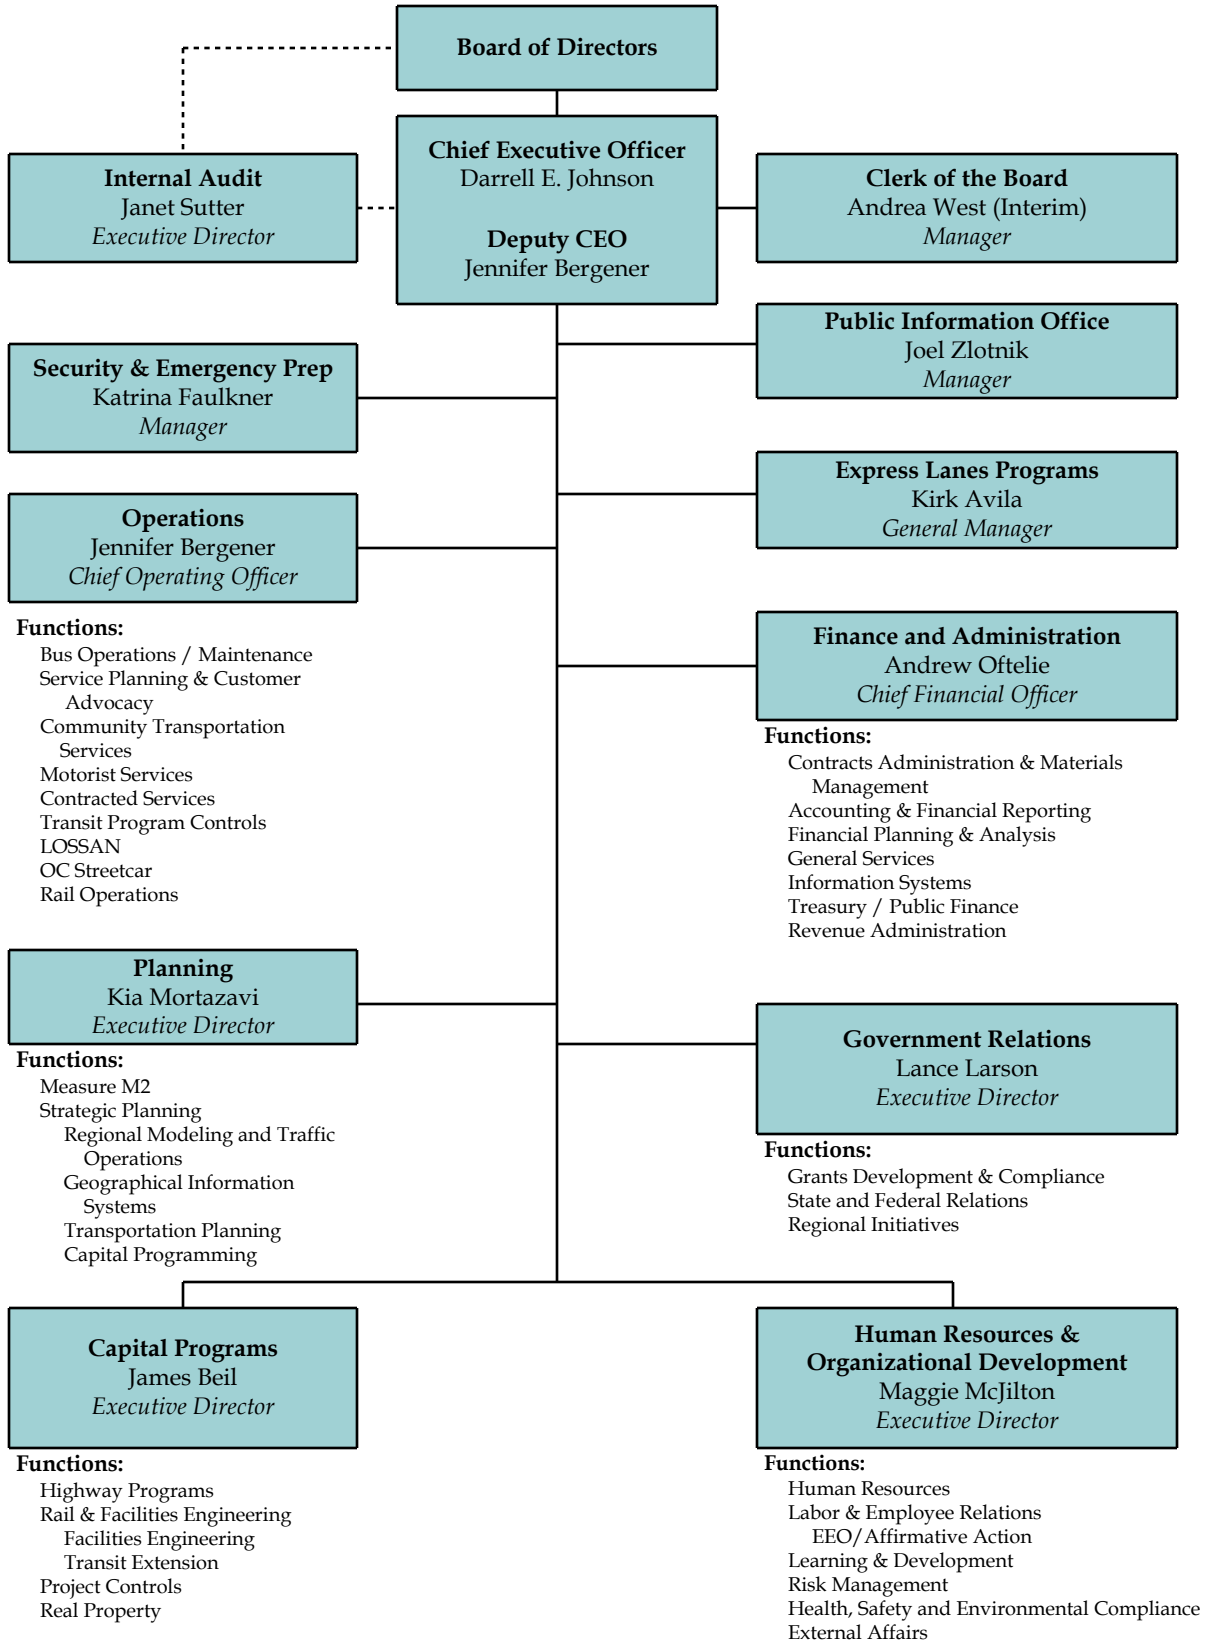 Board of Directors
Chief Executive Officer
Darrell E. Johnson
Deputy CEO
Jennifer Bergener
Internal Audit
Janet Sutter
Executive Director
Clerk of the Board
Andrea West (Interim)
Manager
Public Information Office
Joel Zlotnik
Manager
Security & Emergency Prep
Katrina Faulkner
Manager
Express Lanes Programs
Kirk Avila
General Manager
Operations
Jennifer Bergener
Chief Operating Officer
Functions:
Bus Operations / Maintenance
Service Planning & Customer
Advocacy
Community Transportation
Services
Motorist Services
Contracted Services
Transit Program Controls
LOSSAN
OC Streetcar
Rail Operations
Finance and Administration
Andrew Oftelie
Chief Financial Officer
Functions:
Contracts Administration & Materials
Management
Accounting & Financial Reporting
Financial Planning & Analysis
General Services
Information Systems
Treasury / Public Finance
Revenue Administration
Planning
Kia Mortazavi
Executive Director
Functions:
Measure M2
Strategic Planning
Regional Modeling and Traffic
Operations
Geographical Information
Systems
Transportation Planning
Capital Programming
Government Relations
Lance Larson
Executive Director
Functions:
Grants Development & Compliance
State and Federal Relations
Regional Initiatives
Capital Programs
James Beil
Executive Director
Functions:
Highway Programs
Rail & Facilities Engineering
Facilities Engineering
Transit Extension
Project Controls
Real Property
Human Resources &
Organizational Development
Maggie McJilton
Executive Director
Functions:
Human Resources
Labor & Employee Relations
EEO/Affirmative Action
Learning & Development
Risk Management
Health, Safety and Environmental Compliance
External Affairs